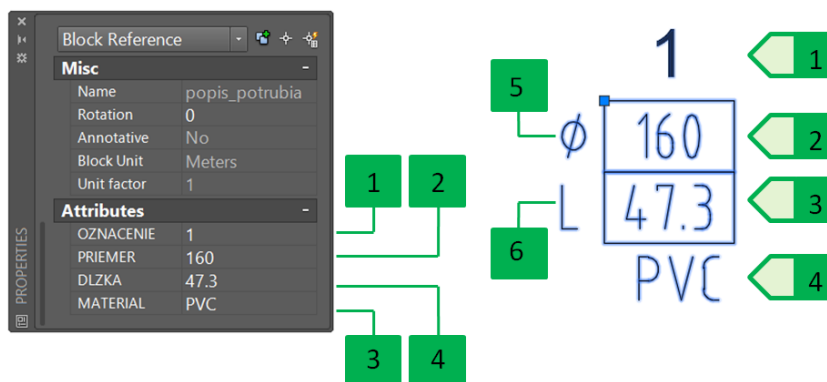 Block Reference
Misc
Name popis_potrubia
Rotation 0
Annotative No
Block Unit Meters
Unit factor 1
Attributes
OZNACENIE 1
PRIEMER 160
DLZKA 47.3
MATERIAL PVC
PROPERTIES
1 2
3 4
1 1
5
ϕ 160 2
L 47.3 3
6
PVC 4